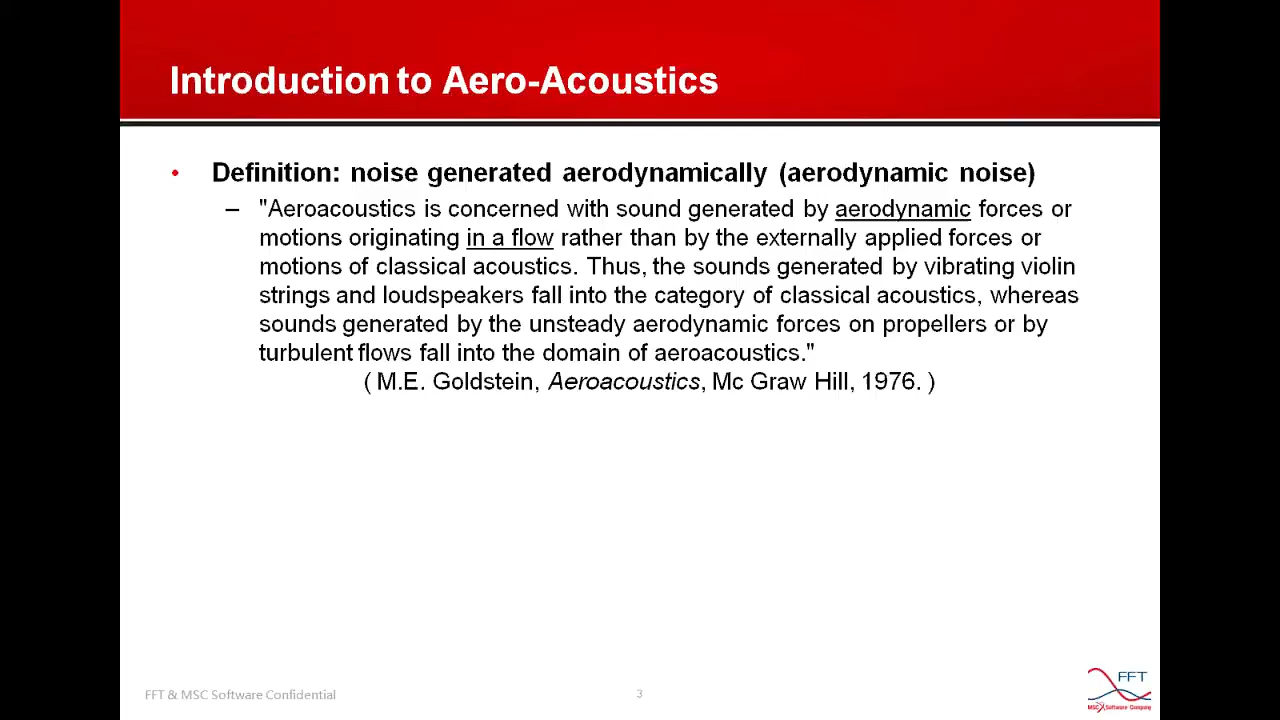 Introduction to Aero-Acoustics
• Definition: noise generated aerodynamically (aerodynamic noise)
– "Aeroacoustics is concerned with sound generated by aerodynamic forces or
motions originating in a flow rather than by the externally applied forces or
motions of classical acoustics. Thus, the sounds generated by vibrating violin
strings and loudspeakers fall into the category of classical acoustics, whereas
sounds generated by the unsteady aerodynamic forces on propellers or by
turbulent flows fall into the domain of aeroacoustics."
( M.E. Goldstein, Aeroacoustics, Mc Graw Hill, 1976. )
FFT & MSC Software Confidential
3
FFT
MSC Software Company